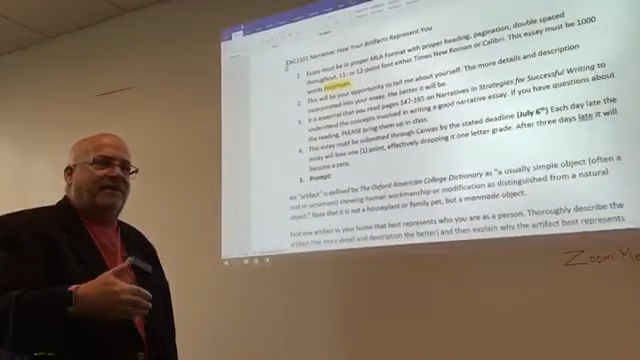 ENC1101 Narrative: How Your Artifacts Represent You
1. Essay must be in proper MLA Format with proper heading, pagination, double spaced
throughout, 11- or 12-point font either Times New Roman or Calibri. This essay must be 1000
words minimum.
2. This will be your opportunity to tell me about yourself. The more details and description
incorporated into your essay, the better it will be.
3. It is essential that you read pages 147-165 on Narratives in Strategies for Successful Writing to
understand the concepts involved in writing a good narrative essay. If you have questions about
the reading, PLEASE bring them up in class.
4. This essay must be submitted through Canvas by the stated deadline (July 6th) Each day late the
essay will lose one (1) point, effectively dropping it one letter grade. After three days late it will
become a zero.
5. Prompt:
An "artifact" is defined by The Oxford American College Dictionary as "a usually simple object (often a
tool or ornament) showing human workmanship or modification as distinguished from a natural
object." Note that it is not a houseplant or family pet, but a manmade object.
Find one artifact in your home that best represents who you are as a person. Thoroughly describe the
artifact (the more detail and description the better) and then explain why the artifact best represents
Zoom Me